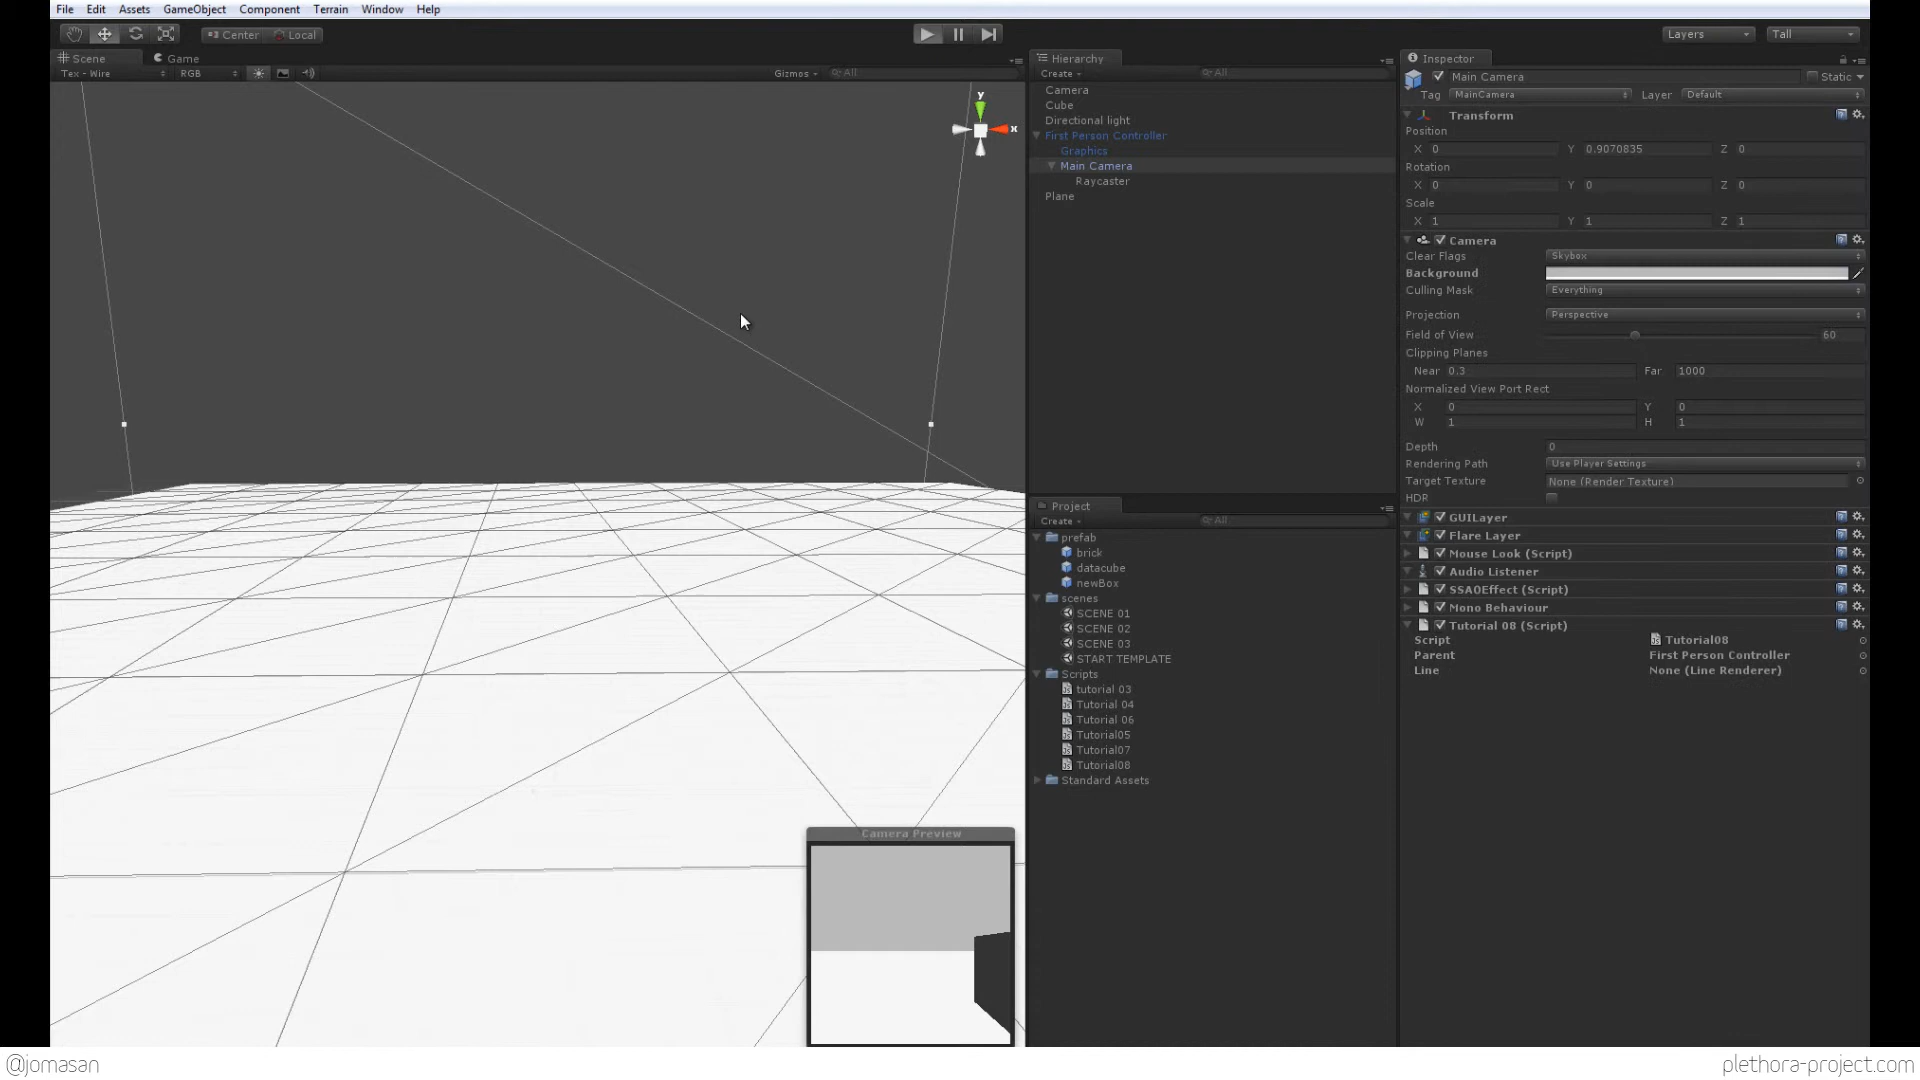 File Edit Assets GameObject Component Terrain Window Help
Center Local
Layers Tall
Scene Game
Tex - Wire RGB Gizmos All
y
x
Camera Preview
Hierarchy
Create All
Camera
Cube
Directional light
First Person Controller
Graphics
Main Camera
Raycaster
Plane
Project
Create All
prefab
brick
datacube
newBox
scenes
SCENE 01
SCENE 02
SCENE 03
START TEMPLATE
Scripts
tutorial 03
Tutorial 04
Tutorial 06
Tutorial05
Tutorial07
Tutorial08
Standard Assets
Inspector
Main Camera Static
Tag MainCamera Layer Default
Transform
Position
X 0 Y 0.9070835 Z 0
Rotation
X 0 Y 0 Z 0
Scale
X 1 Y 1 Z 1
Camera
Clear Flags Skybox
Background
Culling Mask Everything
Projection Perspective
Field of View 60
Clipping Planes
Near 0.3 Far 1000
Normalized View Port Rect
X 0 Y 0
W 1 H 1
Depth 0
Rendering Path Use Player Settings
Target Texture None (Render Texture)
HDR
GUILayer
Flare Layer
Mouse Look (Script)
Audio Listener
SSAOEffect (Script)
Mono Behaviour
Tutorial 08 (Script)
Script Tutorial08
Parent First Person Controller
Line None (Line Renderer)
@jomasan
plethora-project.com